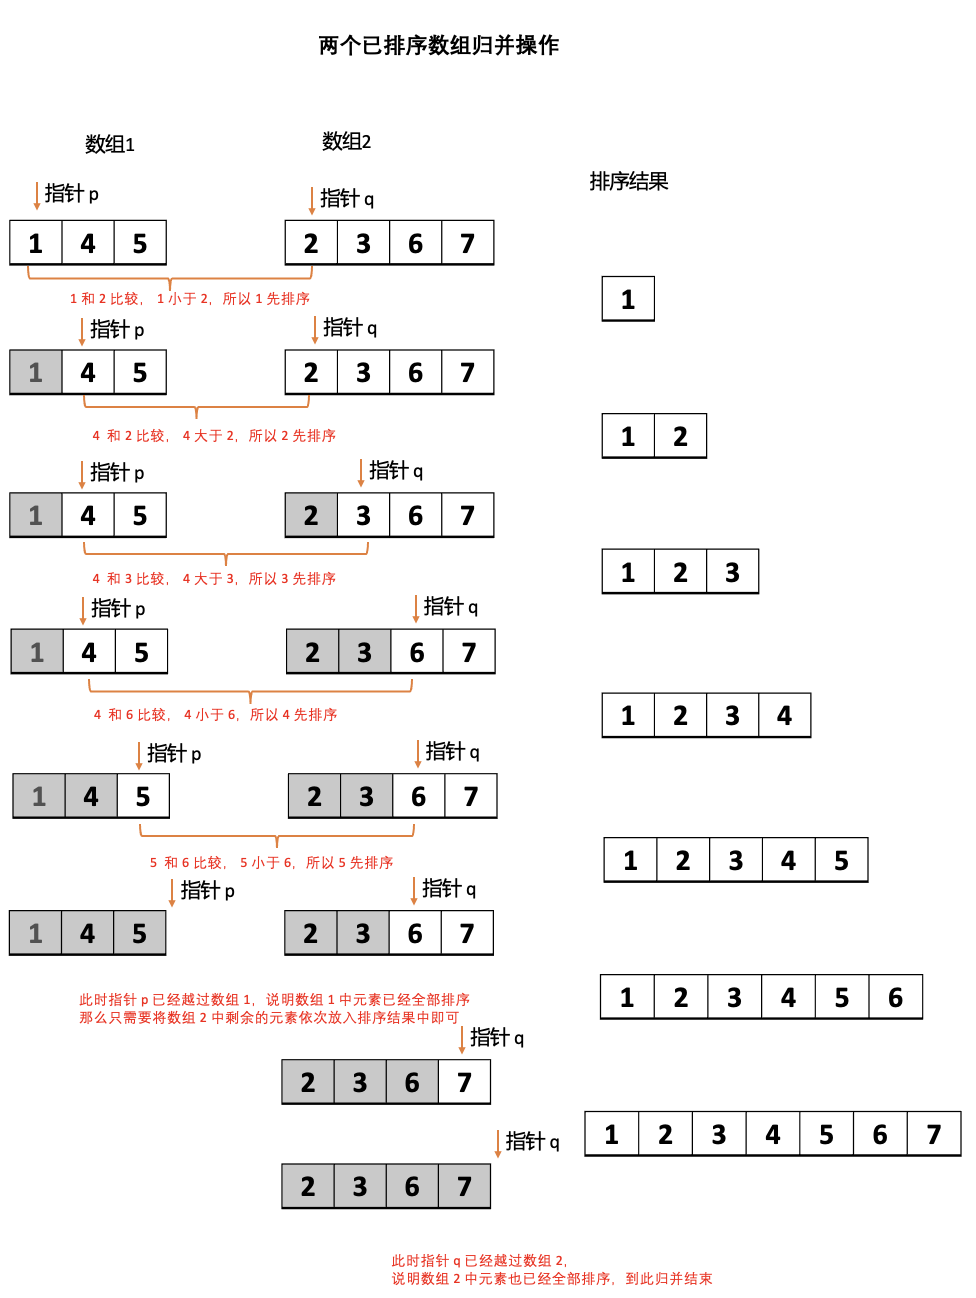 两个已排序数组归并操作
数组1
数组2
排序结果
指针 p
指针 q
1 4 5
2 3 6 7
1 和 2 比较， 1 小于 2，所以 1 先排序
1
指针 p
指针 q
1 4 5
2 3 6 7
4 和 2 比较， 4 大于 2，所以 2 先排序
1 2
指针 p
指针 q
1 4 5
2 3 6 7
4 和 3 比较， 4 大于 3，所以 3 先排序
1 2 3
指针 p
指针 q
1 4 5
2 3 6 7
4 和 6 比较， 4 小于 6，所以 4 先排序
1 2 3 4
指针 p
指针 q
1 4 5
2 3 6 7
5 和 6 比较， 5 小于 6，所以 5 先排序
1 2 3 4 5
指针 p
指针 q
1 4 5
2 3 6 7
此时指针 p 已经越过数组 1，说明数组 1 中元素已经全部排序
那么只需要将数组 2 中剩余的元素依次放入排序结果中即可
1 2 3 4 5 6
指针 q
2 3 6 7
1 2 3 4 5 6 7
指针 q
2 3 6 7
此时指针 q 已经越过数组 2，
说明数组 2 中元素也已经全部排序，到此归并结束